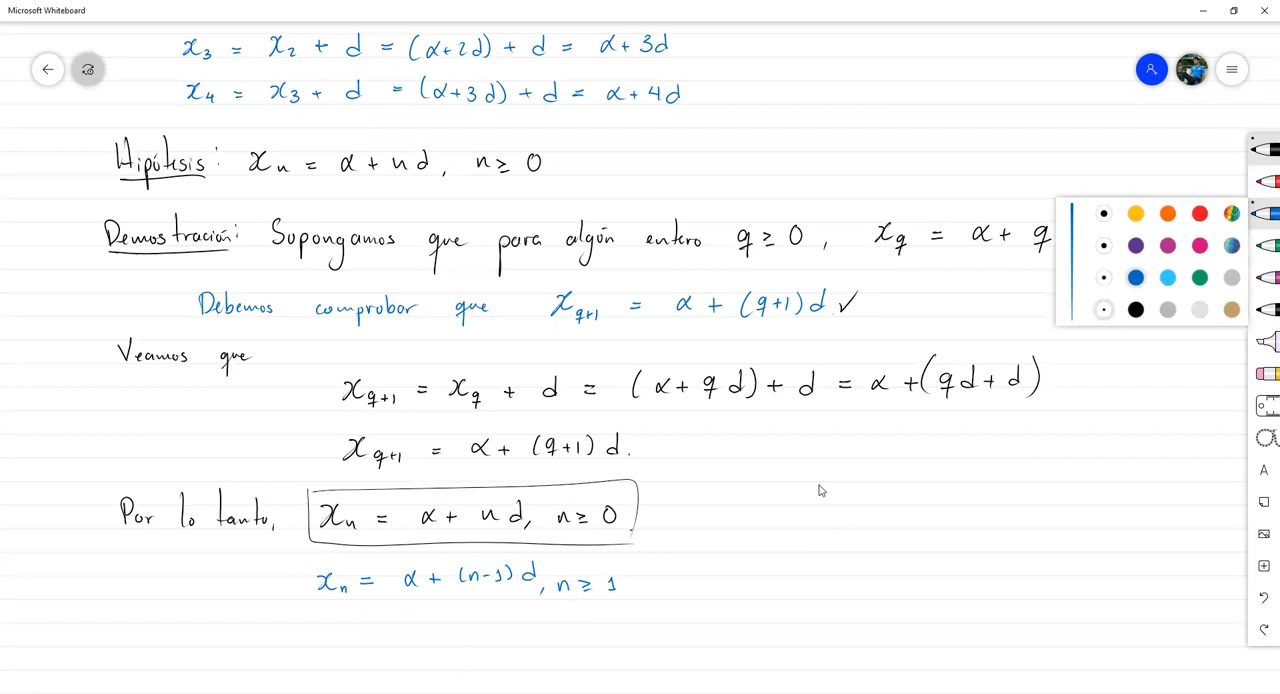 Microsoft Whiteboard
x₃ = x₂ + d = (α+2d) + d = α + 3d
x₄ = x₃ + d = (α+3d) + d = α + 4d
Hipótesis: xₙ = α + nd, n ≥ 0
Demostración: Supongamos que para algún entero q ≥ 0, x_q = α + q
Debemos comprobar que x_{q+1} = α + (q+1)d ✓
Veamos que
x_{q+1} = x_q + d = (α + qd) + d = α + (qd + d)
x_{q+1} = α + (q+1)d.
Por lo tanto, xₙ = α + nd, n ≥ 0
xₙ = α + (n-1)d, n ≥ 1
A